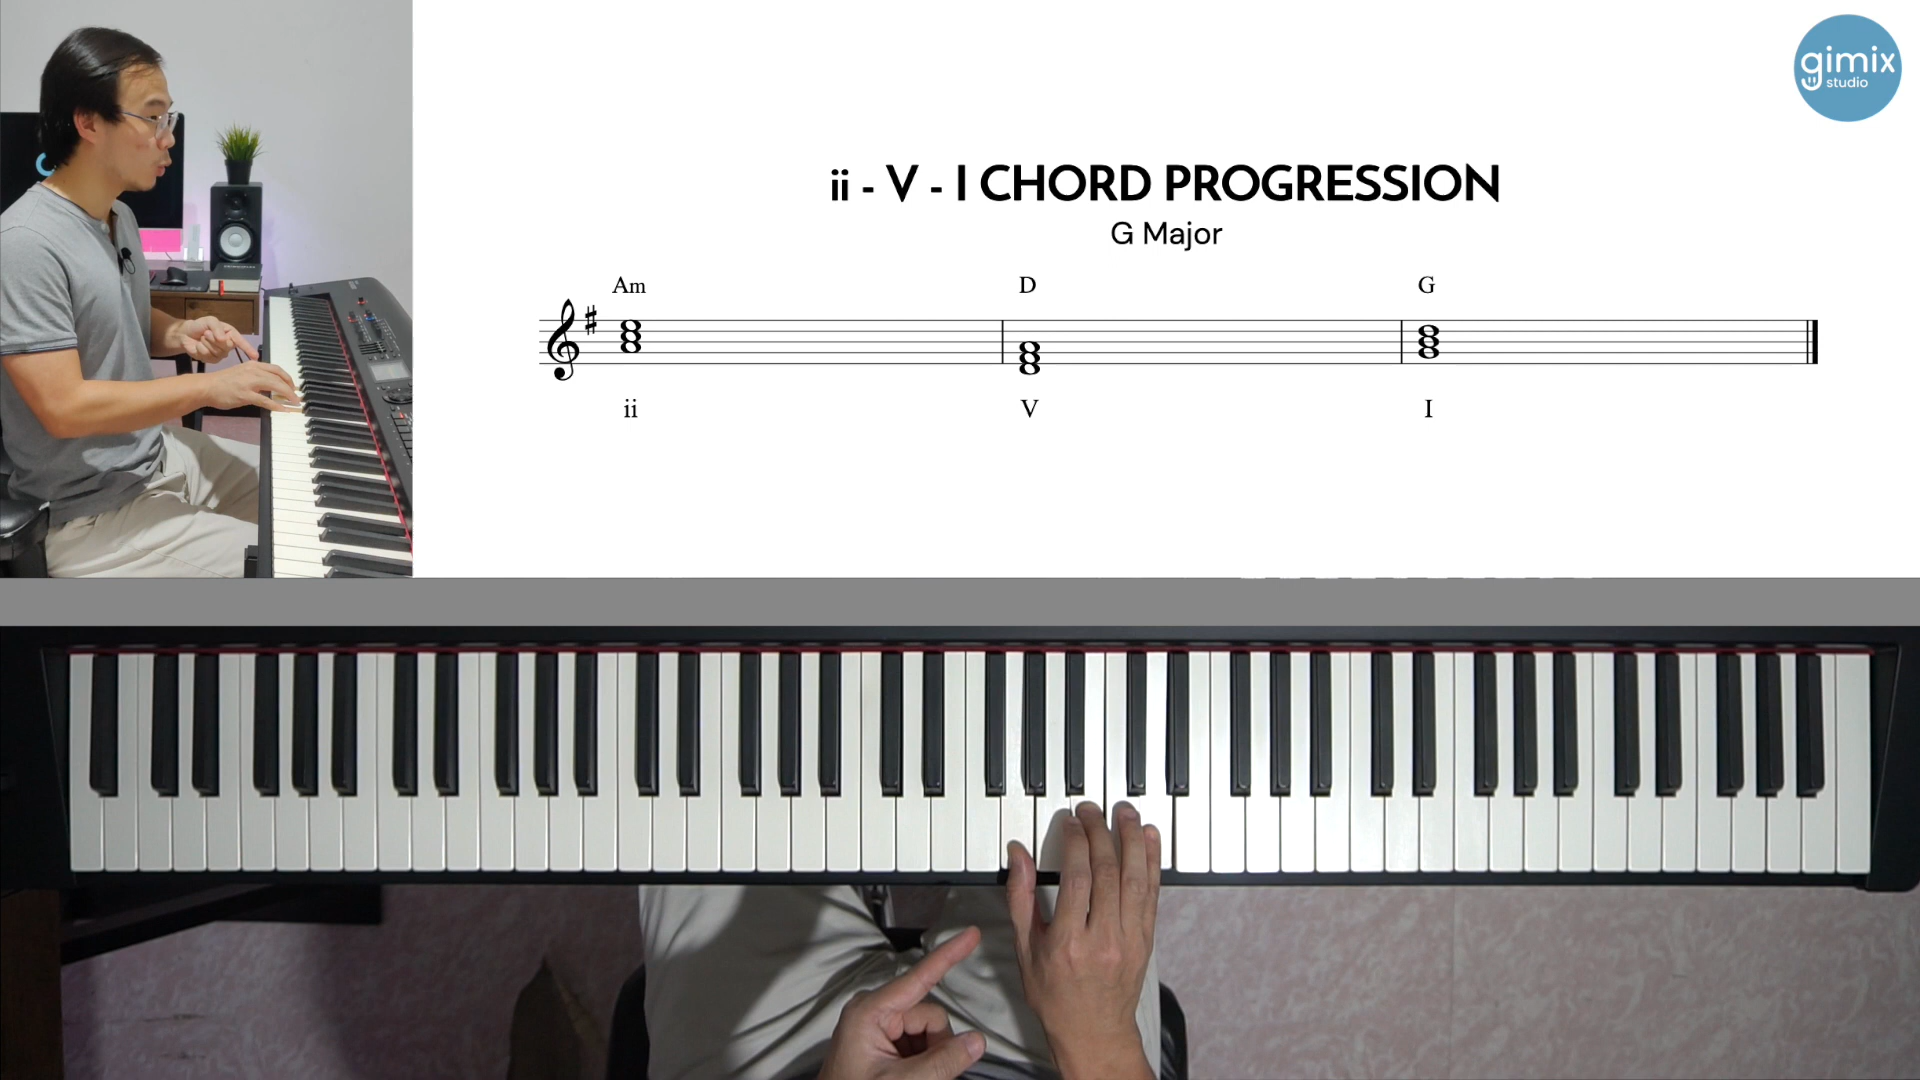 gimix
studio
ii - V - I CHORD PROGRESSION
G Major
Am D G
ii V I